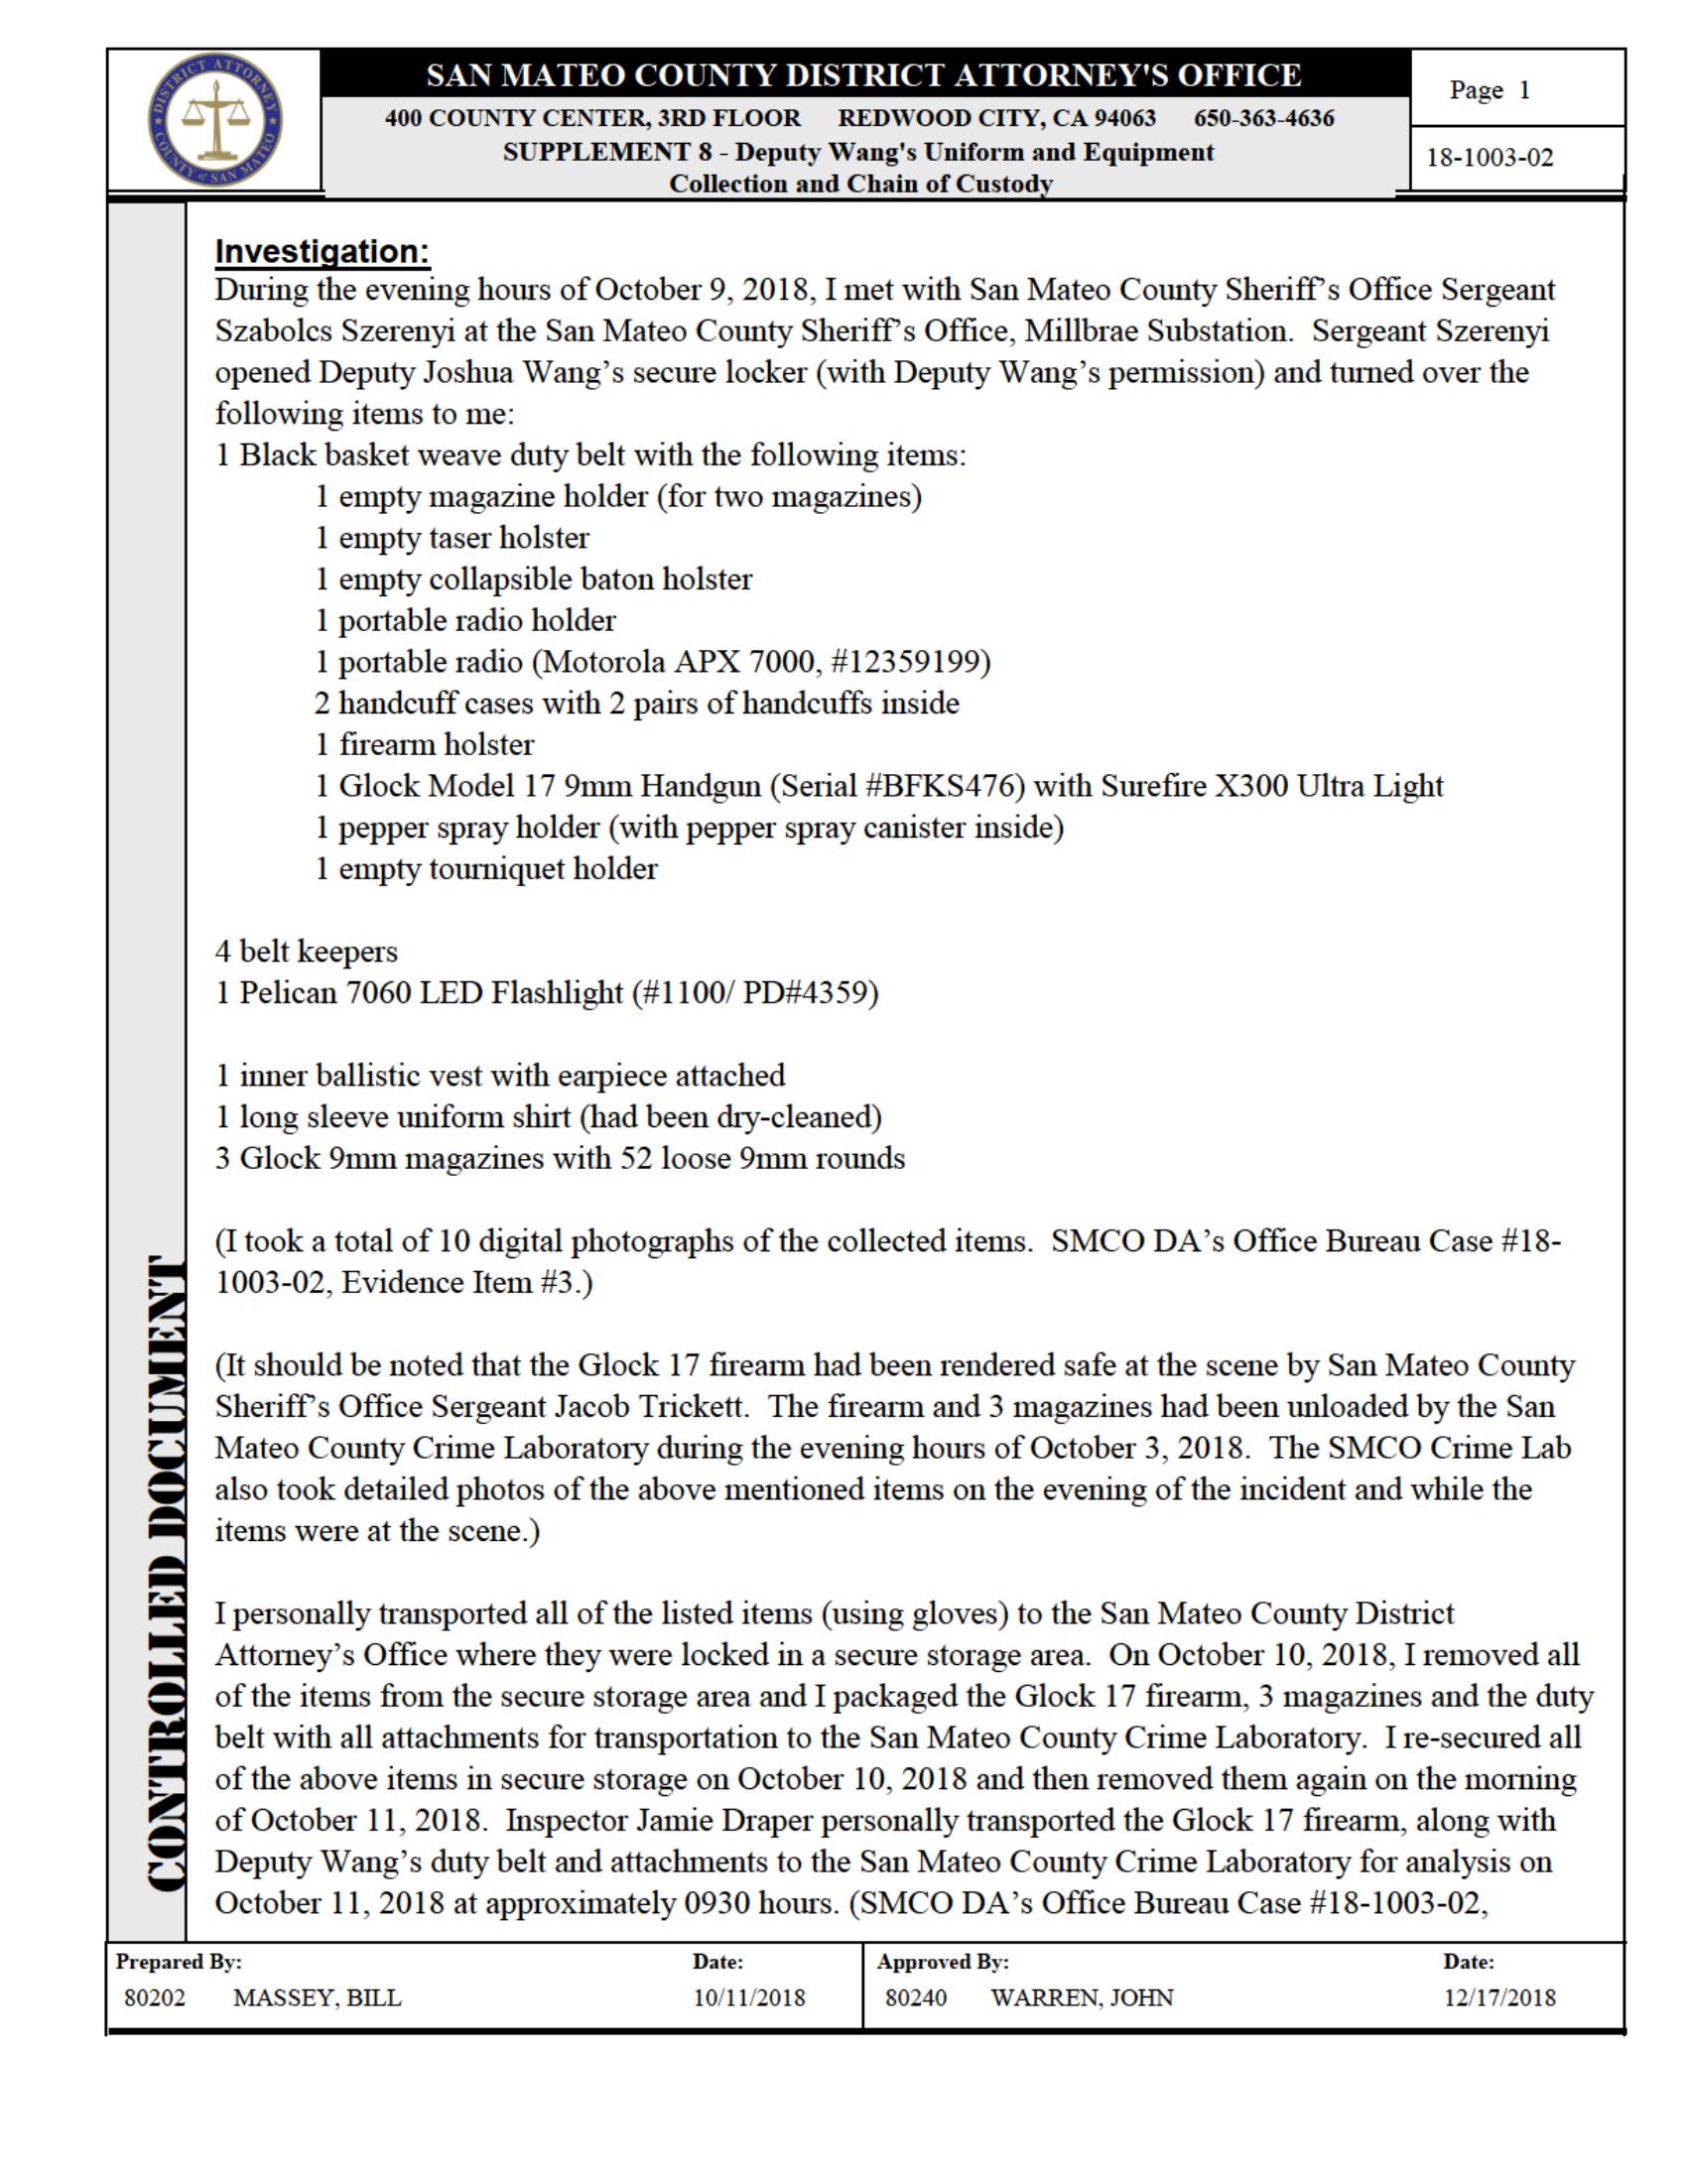 DISTRICT ATTORNEY
COUNTY of SAN MATEO
SAN MATEO COUNTY DISTRICT ATTORNEY'S OFFICE
400 COUNTY CENTER, 3RD FLOOR REDWOOD CITY, CA 94063 650-363-4636
SUPPLEMENT 8 - Deputy Wang's Uniform and Equipment
Collection and Chain of Custody
Page 1
18-1003-02
Investigation:
During the evening hours of October 9, 2018, I met with San Mateo County Sheriff’s Office Sergeant
Szabolcs Szerenyi at the San Mateo County Sheriff’s Office, Millbrae Substation. Sergeant Szerenyi
opened Deputy Joshua Wang’s secure locker (with Deputy Wang’s permission) and turned over the
following items to me:
1 Black basket weave duty belt with the following items:
1 empty magazine holder (for two magazines)
1 empty taser holster
1 empty collapsible baton holster
1 portable radio holder
1 portable radio (Motorola APX 7000, #12359199)
2 handcuff cases with 2 pairs of handcuffs inside
1 firearm holster
1 Glock Model 17 9mm Handgun (Serial #BFKS476) with Surefire X300 Ultra Light
1 pepper spray holder (with pepper spray canister inside)
1 empty tourniquet holder
4 belt keepers
1 Pelican 7060 LED Flashlight (#1100/ PD#4359)
1 inner ballistic vest with earpiece attached
1 long sleeve uniform shirt (had been dry-cleaned)
3 Glock 9mm magazines with 52 loose 9mm rounds
(I took a total of 10 digital photographs of the collected items. SMCO DA’s Office Bureau Case #18-
1003-02, Evidence Item #3.)
(It should be noted that the Glock 17 firearm had been rendered safe at the scene by San Mateo County
Sheriff’s Office Sergeant Jacob Trickett. The firearm and 3 magazines had been unloaded by the San
Mateo County Crime Laboratory during the evening hours of October 3, 2018. The SMCO Crime Lab
also took detailed photos of the above mentioned items on the evening of the incident and while the
items were at the scene.)
I personally transported all of the listed items (using gloves) to the San Mateo County District
Attorney’s Office where they were locked in a secure storage area. On October 10, 2018, I removed all
of the items from the secure storage area and I packaged the Glock 17 firearm, 3 magazines and the duty
belt with all attachments for transportation to the San Mateo County Crime Laboratory. I re-secured all
of the above items in secure storage on October 10, 2018 and then removed them again on the morning
of October 11, 2018. Inspector Jamie Draper personally transported the Glock 17 firearm, along with
Deputy Wang’s duty belt and attachments to the San Mateo County Crime Laboratory for analysis on
October 11, 2018 at approximately 0930 hours. (SMCO DA’s Office Bureau Case #18-1003-02,
CONTROLLED DOCUMENT
Prepared By: Date: Approved By: Date:
80202 MASSEY, BILL 10/11/2018 80240 WARREN, JOHN 12/17/2018